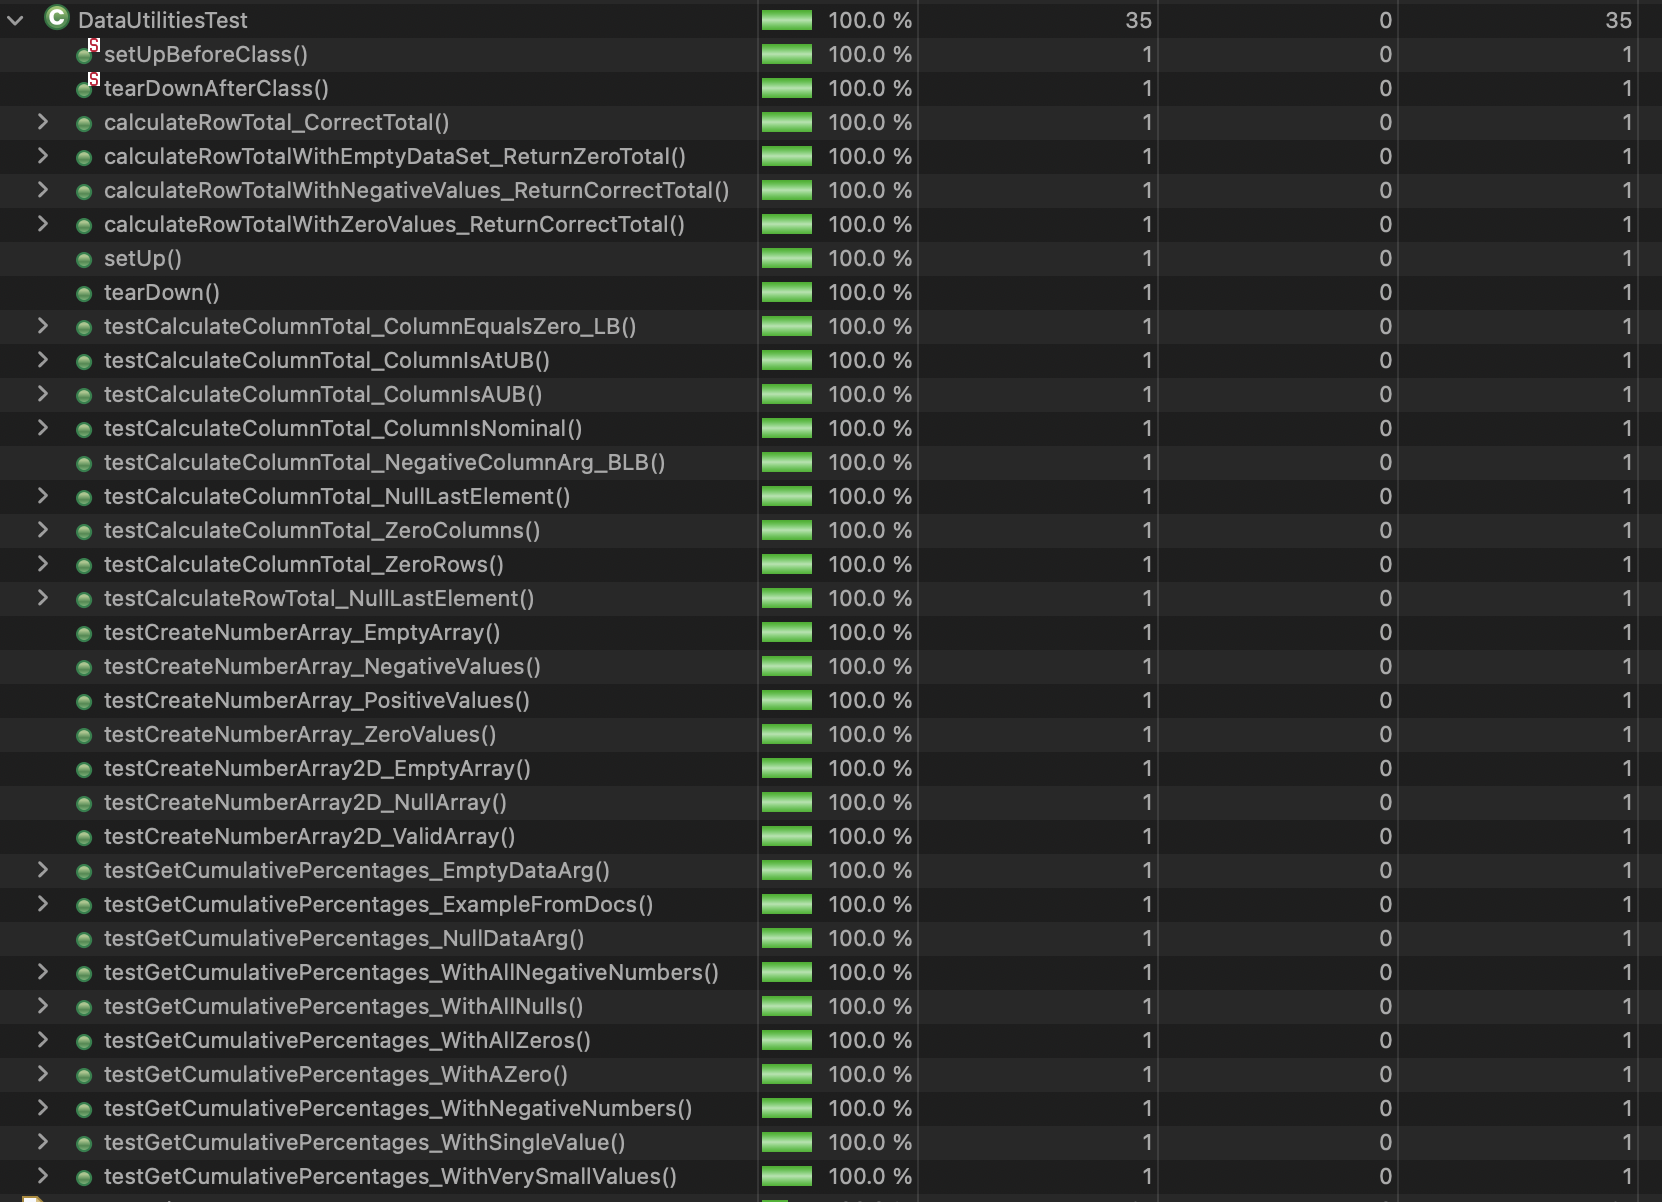 DataUtilitiesTest 100.0 % 35 0 35
setUpBeforeClass() 100.0 % 1 0 1
tearDownAfterClass() 100.0 % 1 0 1
calculateRowTotal_CorrectTotal() 100.0 % 1 0 1
calculateRowTotalWithEmptyDataSet_ReturnZeroTotal() 100.0 % 1 0 1
calculateRowTotalWithNegativeValues_ReturnCorrectTotal() 100.0 % 1 0 1
calculateRowTotalWithZeroValues_ReturnCorrectTotal() 100.0 % 1 0 1
setUp() 100.0 % 1 0 1
tearDown() 100.0 % 1 0 1
testCalculateColumnTotal_ColumnEqualsZero_LB() 100.0 % 1 0 1
testCalculateColumnTotal_ColumnIsAtUB() 100.0 % 1 0 1
testCalculateColumnTotal_ColumnIsAUB() 100.0 % 1 0 1
testCalculateColumnTotal_ColumnIsNominal() 100.0 % 1 0 1
testCalculateColumnTotal_NegativeColumnArg_BLB() 100.0 % 1 0 1
testCalculateColumnTotal_NullLastElement() 100.0 % 1 0 1
testCalculateColumnTotal_ZeroColumns() 100.0 % 1 0 1
testCalculateColumnTotal_ZeroRows() 100.0 % 1 0 1
testCalculateRowTotal_NullLastElement() 100.0 % 1 0 1
testCreateNumberArray_EmptyArray() 100.0 % 1 0 1
testCreateNumberArray_NegativeValues() 100.0 % 1 0 1
testCreateNumberArray_PositiveValues() 100.0 % 1 0 1
testCreateNumberArray_ZeroValues() 100.0 % 1 0 1
testCreateNumberArray2D_EmptyArray() 100.0 % 1 0 1
testCreateNumberArray2D_NullArray() 100.0 % 1 0 1
testCreateNumberArray2D_ValidArray() 100.0 % 1 0 1
testGetCumulativePercentages_EmptyDataArg() 100.0 % 1 0 1
testGetCumulativePercentages_ExampleFromDocs() 100.0 % 1 0 1
testGetCumulativePercentages_NullDataArg() 100.0 % 1 0 1
testGetCumulativePercentages_WithAllNegativeNumbers() 100.0 % 1 0 1
testGetCumulativePercentages_WithAllNulls() 100.0 % 1 0 1
testGetCumulativePercentages_WithAllZeros() 100.0 % 1 0 1
testGetCumulativePercentages_WithAZero() 100.0 % 1 0 1
testGetCumulativePercentages_WithNegativeNumbers() 100.0 % 1 0 1
testGetCumulativePercentages_WithSingleValue() 100.0 % 1 0 1
testGetCumulativePercentages_WithVerySmallValues() 100.0 % 1 0 1